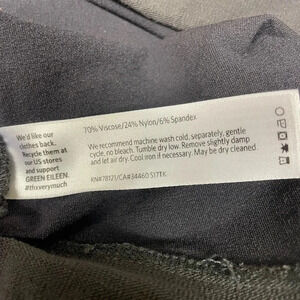 We'd like our
clothes back.
Recycle them at
our US stores
and support
GREEN EILEEN.
#thxverymuch
70% Viscose/24% Nylon/6% Spandex
We recommend machine wash cold, separately, gentle
cycle, no bleach. Tumble dry low. Remove slightly damp
and let air dry. Cool iron if necessary. May be dry cleaned.
RN#78121/CA#34460 S17TK